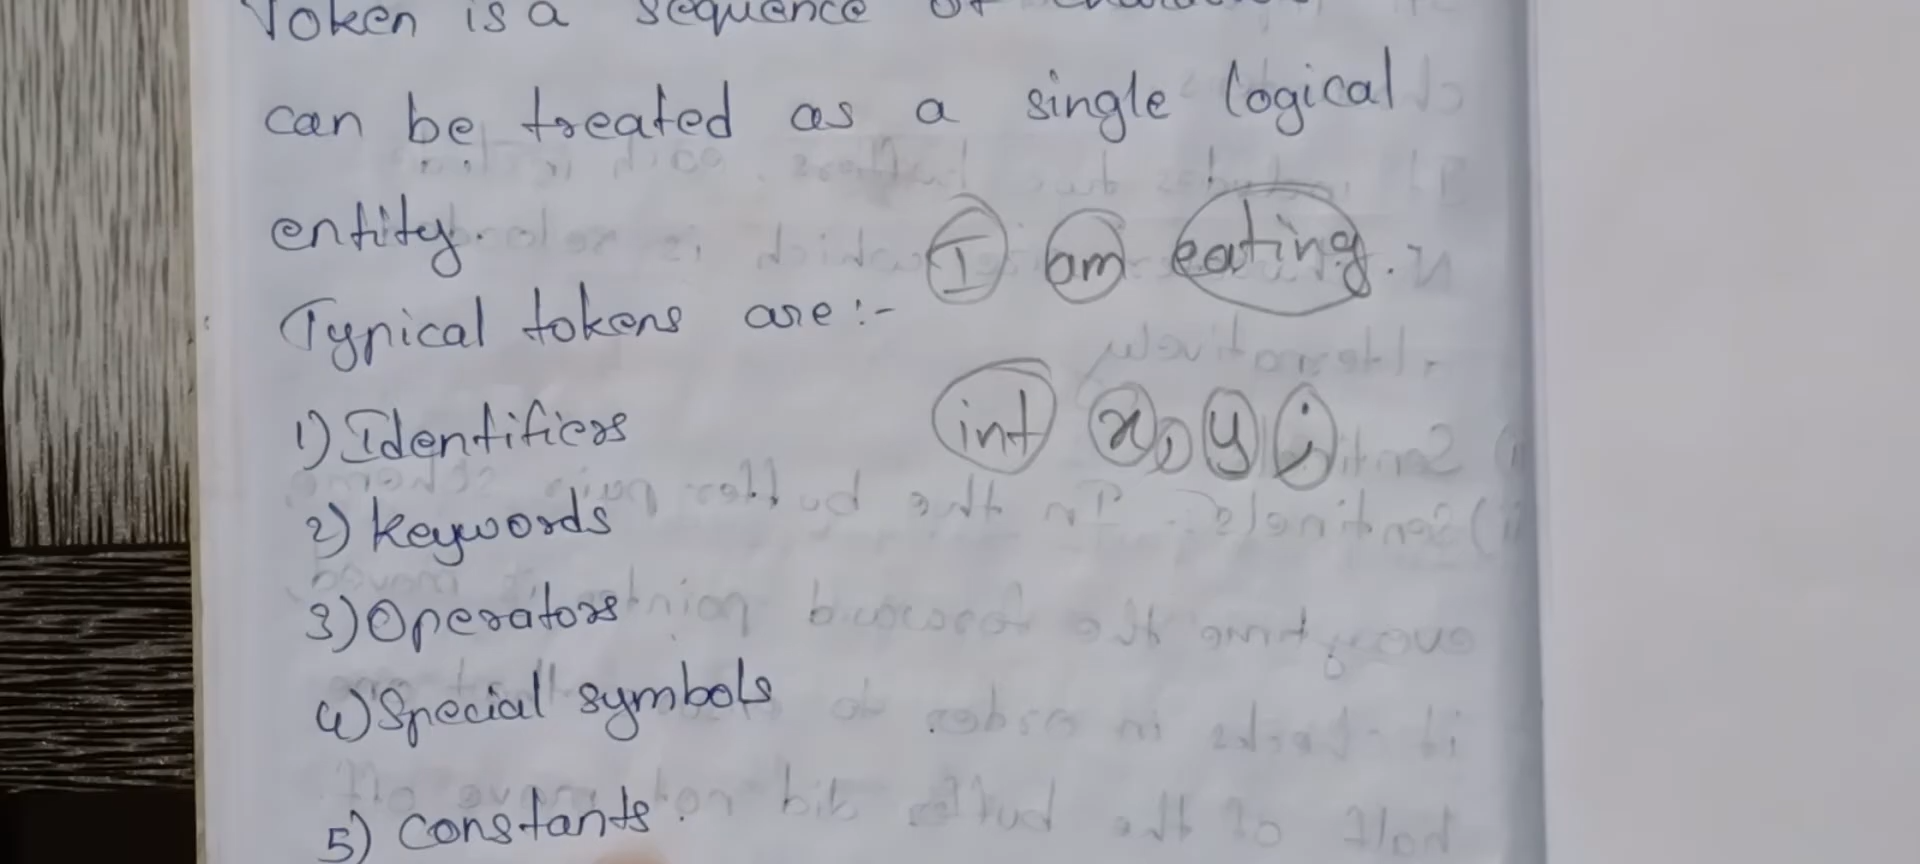 Token is a sequence of
can be treated as a single logical
entity.
I am eating.
Typical tokens are :-
int x, y ;
1) Identifiers
2) keywords
3) Operators
4) Special symbols
5) Constants.